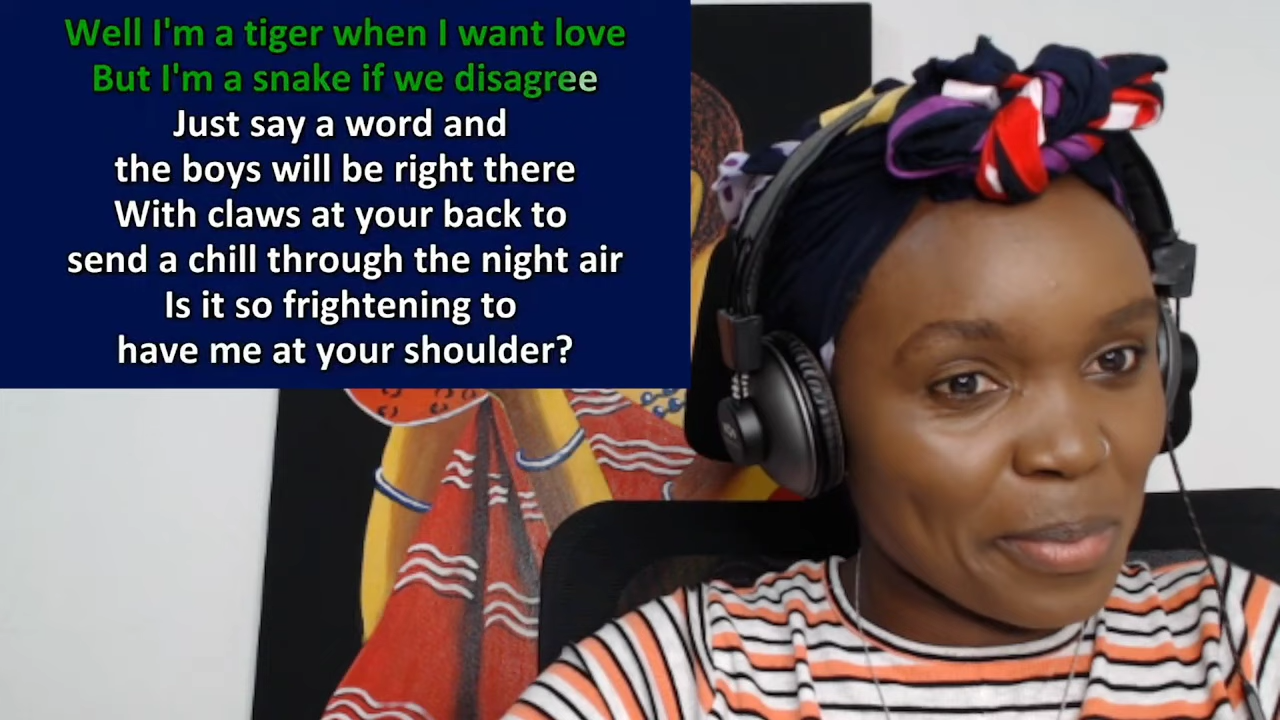 Well I'm a tiger when I want love
But I'm a snake if we disagree
Just say a word and
the boys will be right there
With claws at your back to
send a chill through the night air
Is it so frightening to
have me at your shoulder?